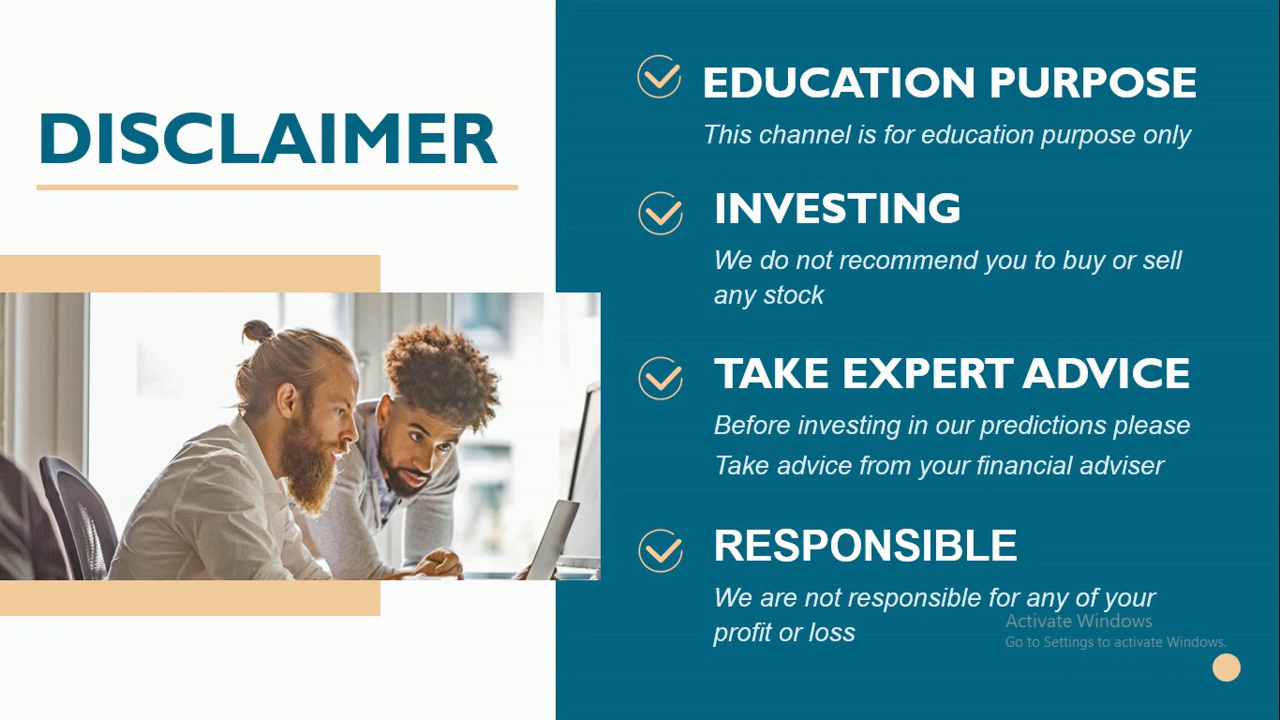 DISCLAIMER
EDUCATION PURPOSE
This channel is for education purpose only
INVESTING
We do not recommend you to buy or sell
any stock
TAKE EXPERT ADVICE
Before investing in our predictions please
Take advice from your financial adviser
RESPONSIBLE
We are not responsible for any of your
profit or loss
Activate Windows
Go to Settings to activate Windows.